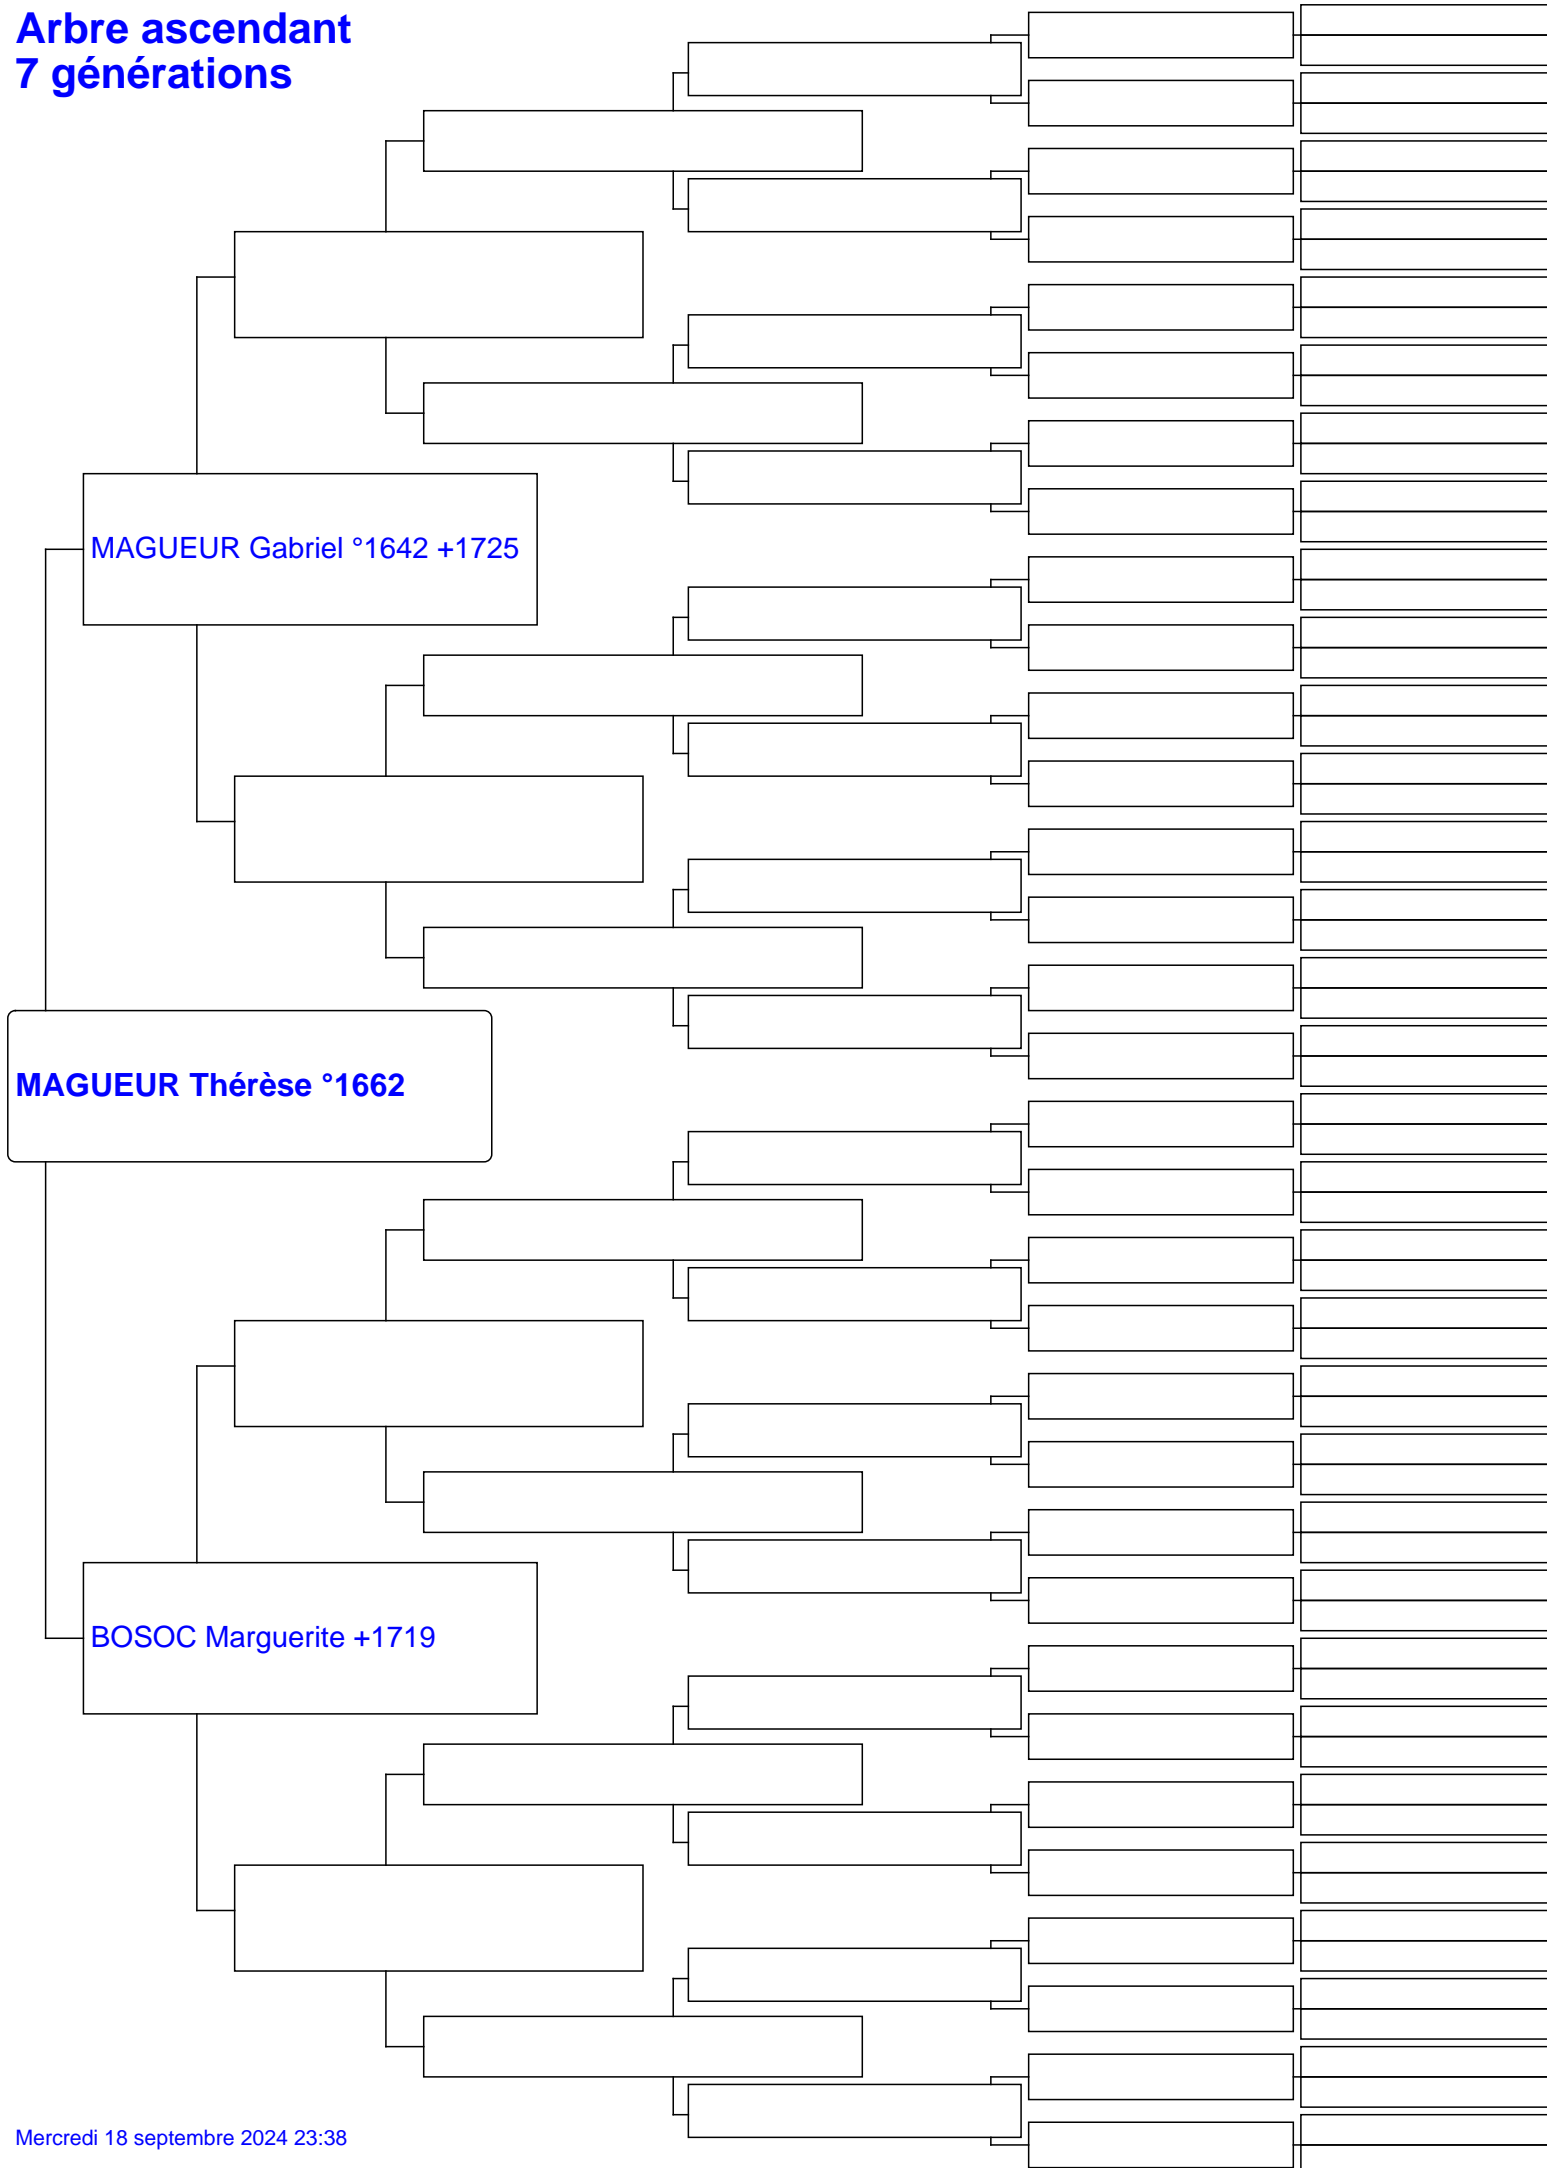 Arbre ascendant
7 générations
MAGUEUR Gabriel °1642 +1725
MAGUEUR Thérèse °1662
BOSOC Marguerite +1719
Mercredi 18 septembre 2024 23:38